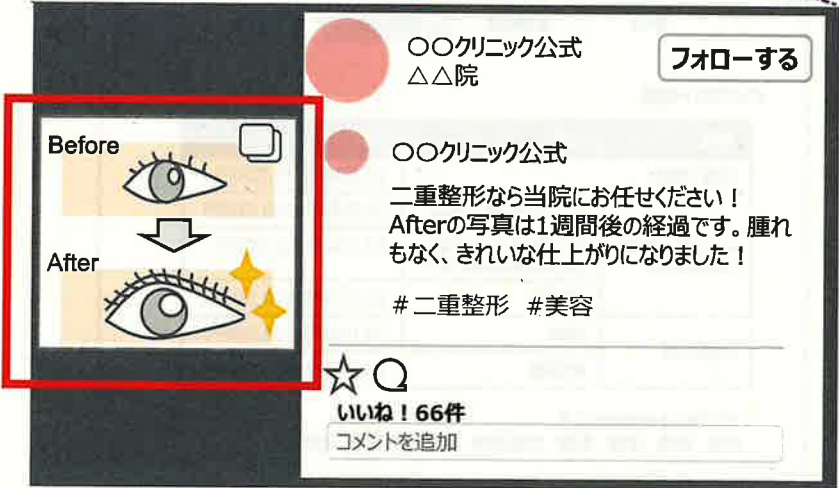 〇〇クリニック公式
△△院
フォローする
Before
After
〇〇クリニック公式
二重整形なら当院にお任せください！
Afterの写真は1週間後の経過です。腫れ
もなく、きれいな仕上がりになりました！
＃二重整形 #美容
いいね！66件
コメントを追加